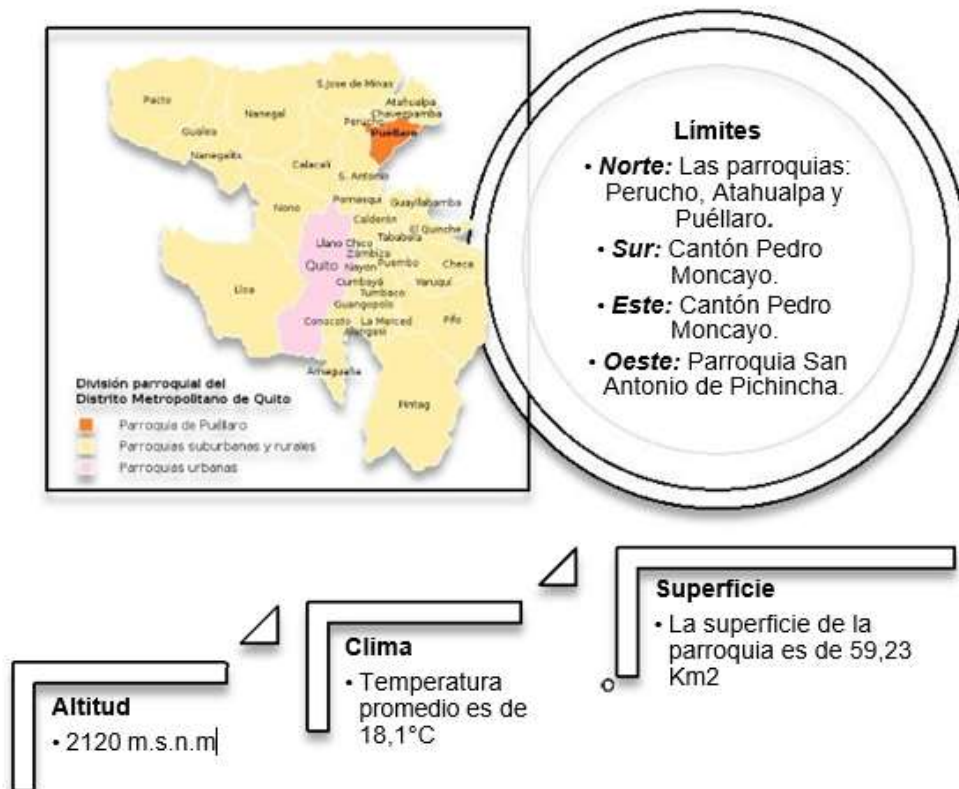 S.Jose de Minas
Pacto
Nanegal
Atahualpa
Chavezpamba
Perucho
Puéllaro
Gualea
Nanegalito
Calacalí
S. Antonio
Nono
Pomasqui
Guayllabamba
Calderón
El Quinche
Llano Chico
Tababela
Zámbiza
Quito
Nayón
Puembo
Checa
Lloa
Cumbayá
Yaruquí
Tumbaco
Guangopolo
Conocoto
La Merced
Pifo
Alangasí
Amaguaña
Pintag
División parroquial del
Distrito Metropolitano de Quito
Parroquia de Puéllaro
Parroquias suburbanas y rurales
Parroquias urbanas
Límites
• Norte: Las parroquias:
Perucho, Atahualpa y
Puéllaro.
• Sur: Cantón Pedro
Moncayo.
• Este: Cantón Pedro
Moncayo.
• Oeste: Parroquia San
Antonio de Pichincha.
Altitud
• 2120 m.s.n.m
Clima
• Temperatura
promedio es de
18,1°C
Superficie
• La superficie de la
parroquia es de 59,23
Km2